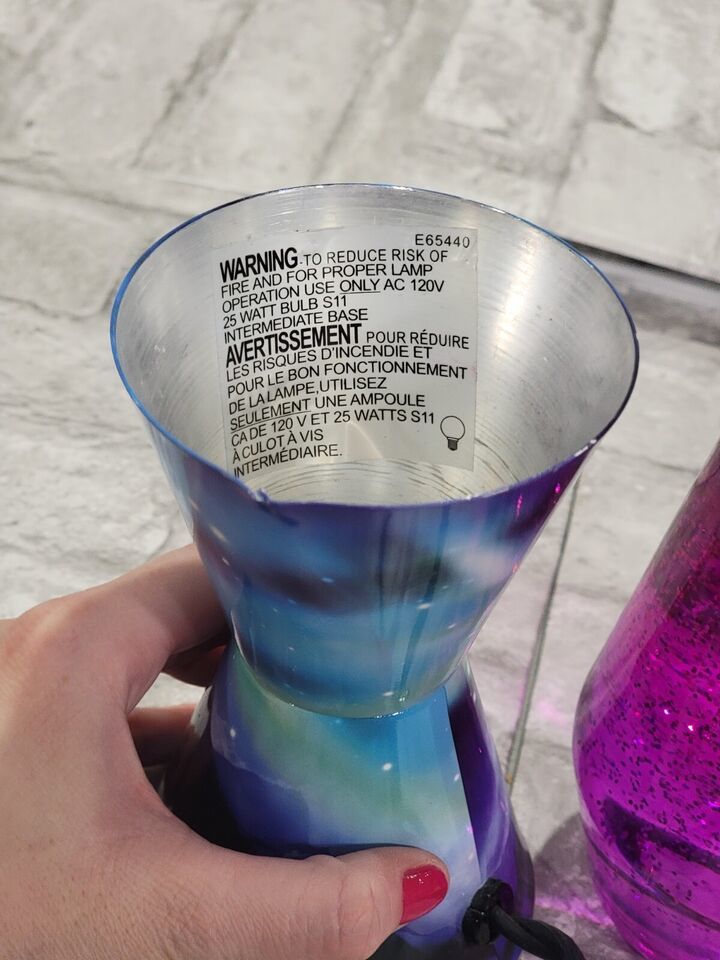 E65440
WARNING-TO REDUCE RISK OF
FIRE AND FOR PROPER LAMP
OPERATION USE ONLY AC 120V
25 WATT BULB S11
INTERMEDIATE BASE
AVERTISSEMENT POUR RÉDUIRE
LES RISQUES D'INCENDIE ET
POUR LE BON FONCTIONNEMENT
DE LA LAMPE,UTILISEZ
SEULEMENT UNE AMPOULE
CA DE 120 V ET 25 WATTS S11
À CULOT À VIS
INTERMÉDIAIRE.